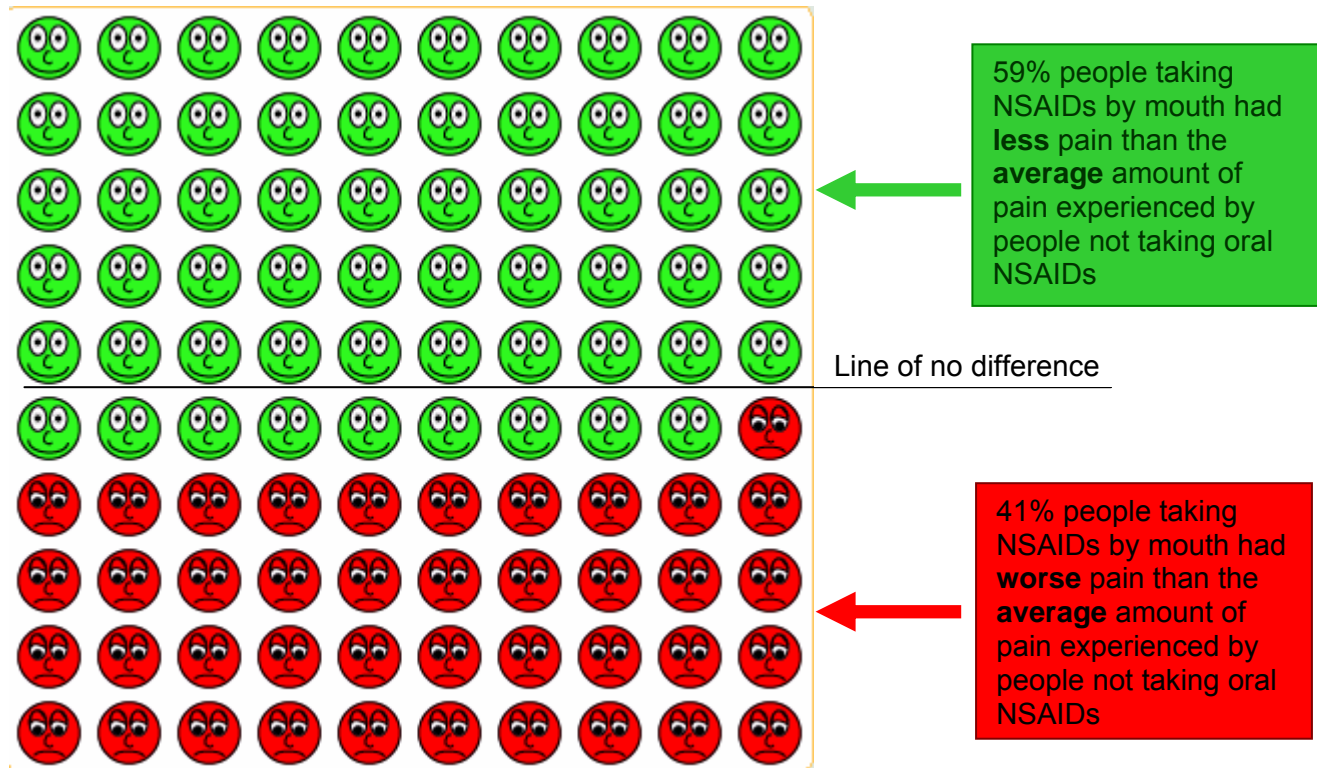 59% people taking
NSAIDs by mouth had
less pain than the
average amount of
pain experienced by
people not taking oral
NSAIDs
Line of no difference
41% people taking
NSAIDs by mouth had
worse pain than the
average amount of
pain experienced by
people not taking oral
NSAIDs